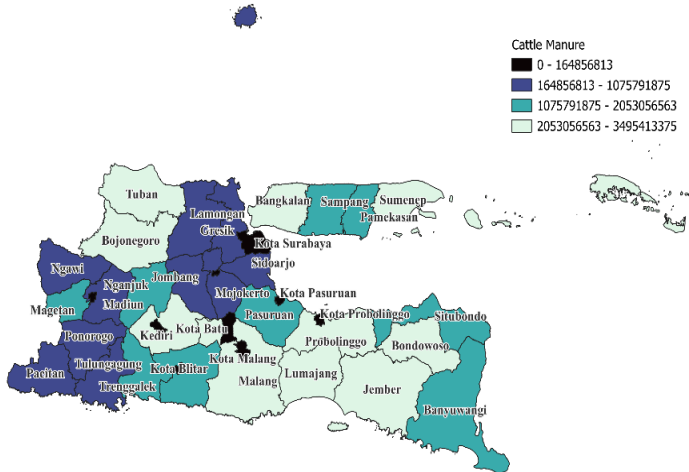 Cattle Manure
0 - 164856813
164856813 - 1075791875
1075791875 - 2053056563
2053056563 - 3495413375
Tuban
Bangkalan
Sampang
Sumenep
Lamongan
Pamekasan
Gresik
Bojonegoro
Kota Surabaya
Sidoarjo
Ngawi
Nganjuk
Jombang
Mojokerto
Kota Pasuruan
Magetan
Madiun
Pasuruan
Kota Probolinggo
Situbondo
Ponorogo
Kediri
Kota Batu
Probolinggo
Bondowoso
Kota Malang
Pacitan
Tulungagung
Kota Blitar
Malang
Lumajang
Trenggalek
Jember
Banyuwangi